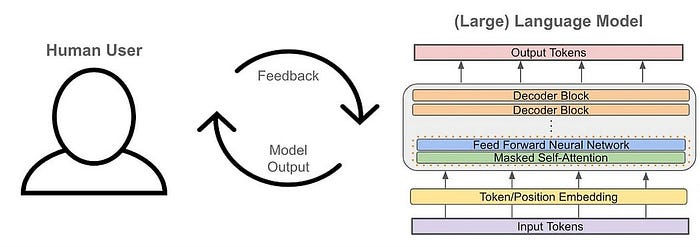 (Large) Language Model
Human User
Feedback
Model
Output
Output Tokens
Decoder Block
Decoder Block
Feed Forward Neural Network
Masked Self-Attention
Token/Position Embedding
Input Tokens